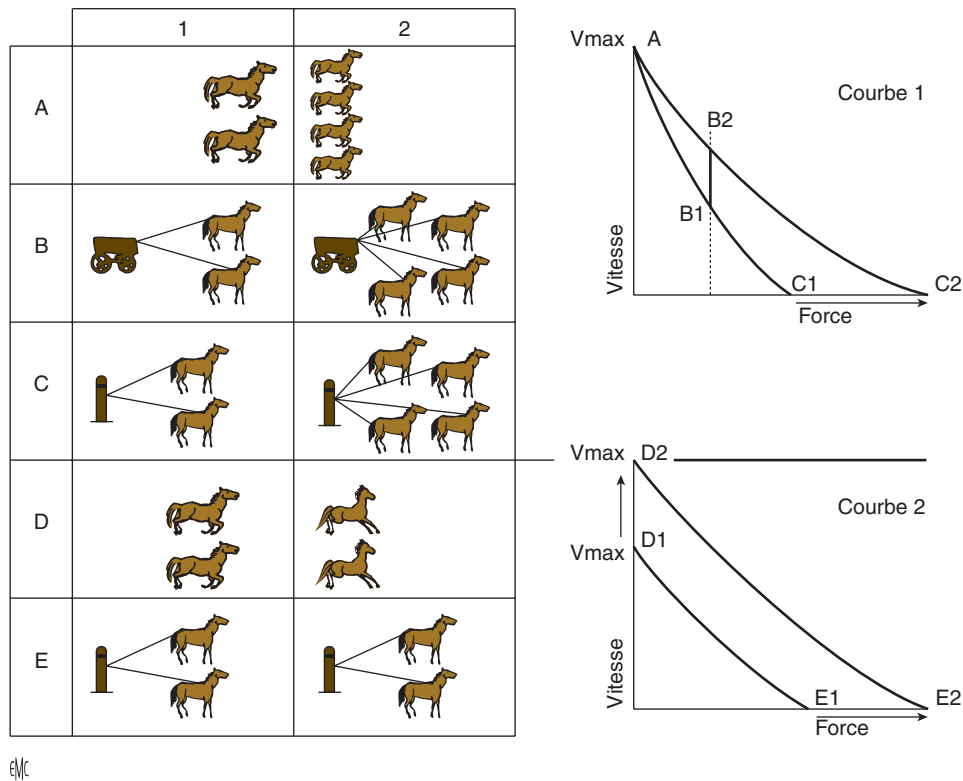 1 2
A
B
C
D
E
Vmax A
Courbe 1
B2
B1
Vitesse
C1 C2
Force
Vmax D2
Courbe 2
Vmax D1
Vitesse
E1 E2
Force
EMC